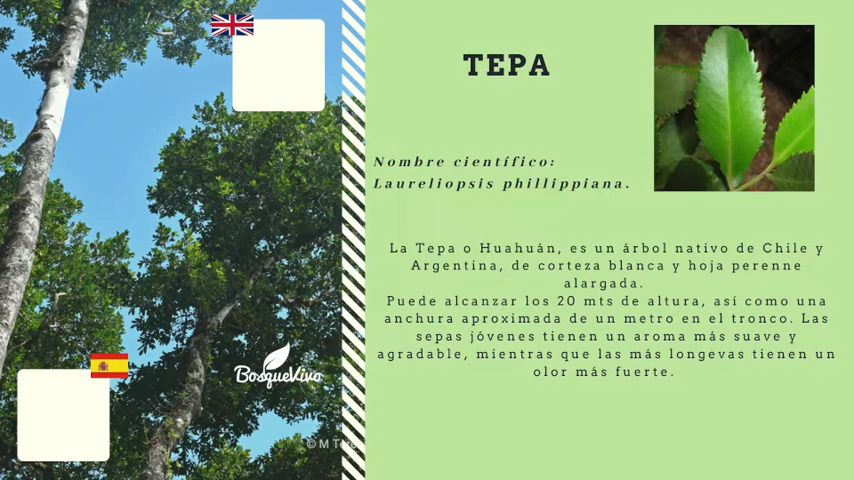 TEPA
Nombre científico:
Laureliopsis phillippiana.
La Tepa o Huahuán, es un árbol nativo de Chile y
Argentina, de corteza blanca y hoja perenne
alargada.
Puede alcanzar los 20 mts de altura, así como una
anchura aproximada de un metro en el tronco. Las
sepas jóvenes tienen un aroma más suave y
agradable, mientras que las más longevas tienen un
olor más fuerte.
BosqueVivo